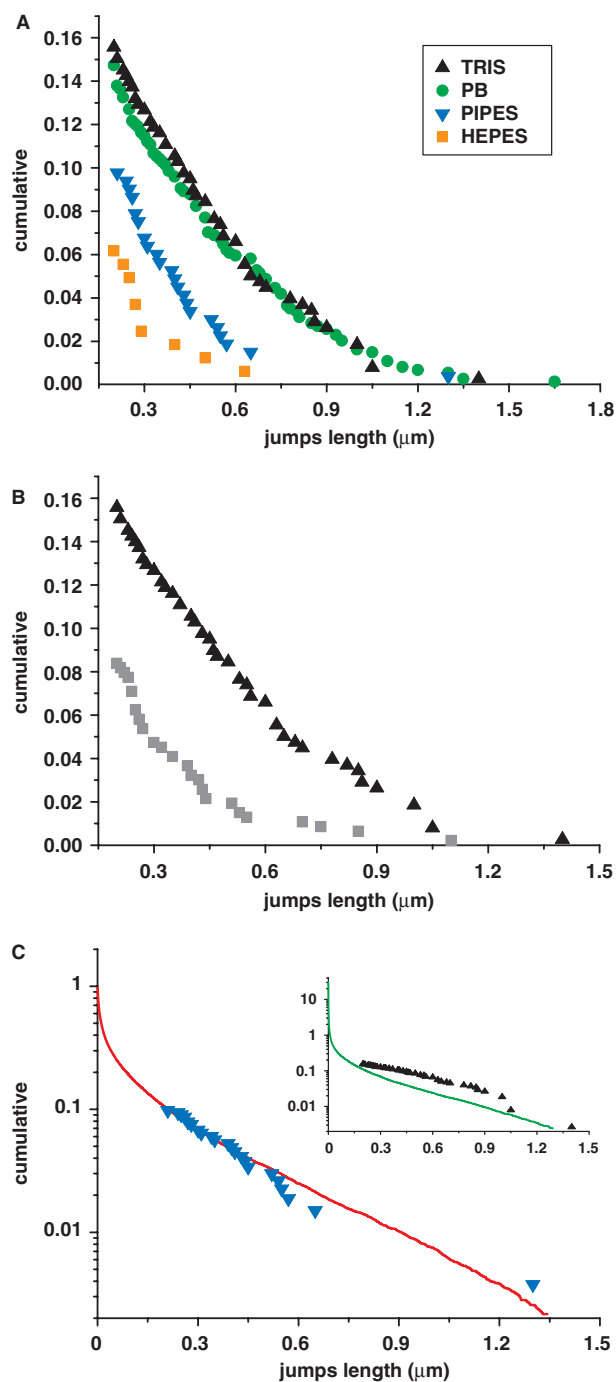 A
0.16
0.14
0.12
0.10
0.08
0.06
0.04
0.02
0.00
cumulative
TRIS
PB
PIPES
HEPES
0.3 0.6 0.9 1.2 1.5 1.8
jumps length (μm)
B
0.16
0.14
0.12
0.10
0.08
0.06
0.04
0.02
0.00
cumulative
0.3 0.6 0.9 1.2 1.5
jumps length (μm)
C
1
0.1
0.01
cumulative
10
1
0.1
0.01
0 0.3 0.6 0.9 1.2 1.5
0 0.3 0.6 0.9 1.2 1.5
jumps length (μm)